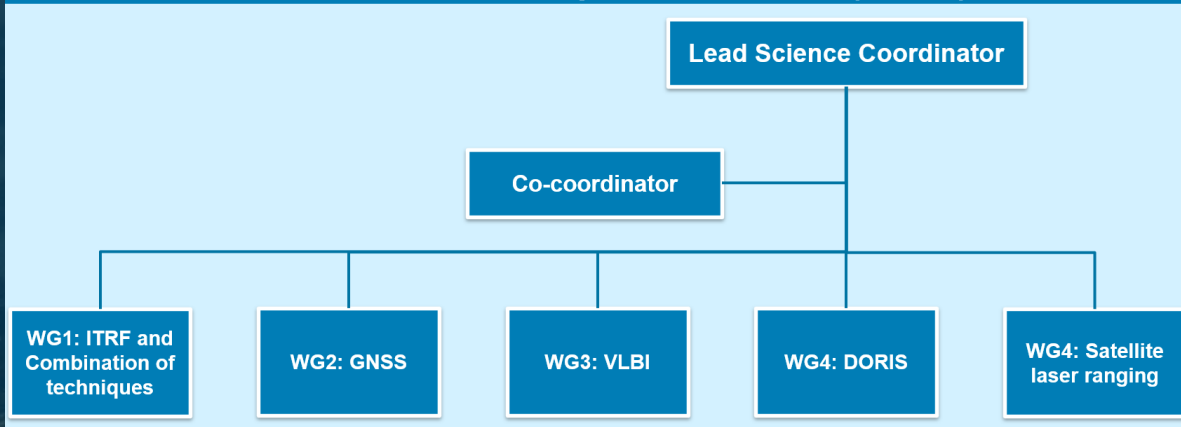 Lead Science Coordinator
Co-coordinator
WG1: ITRF and
Combination of
techniques
WG2: GNSS
WG3: VLBI
WG4: DORIS
WG4: Satellite
laser ranging